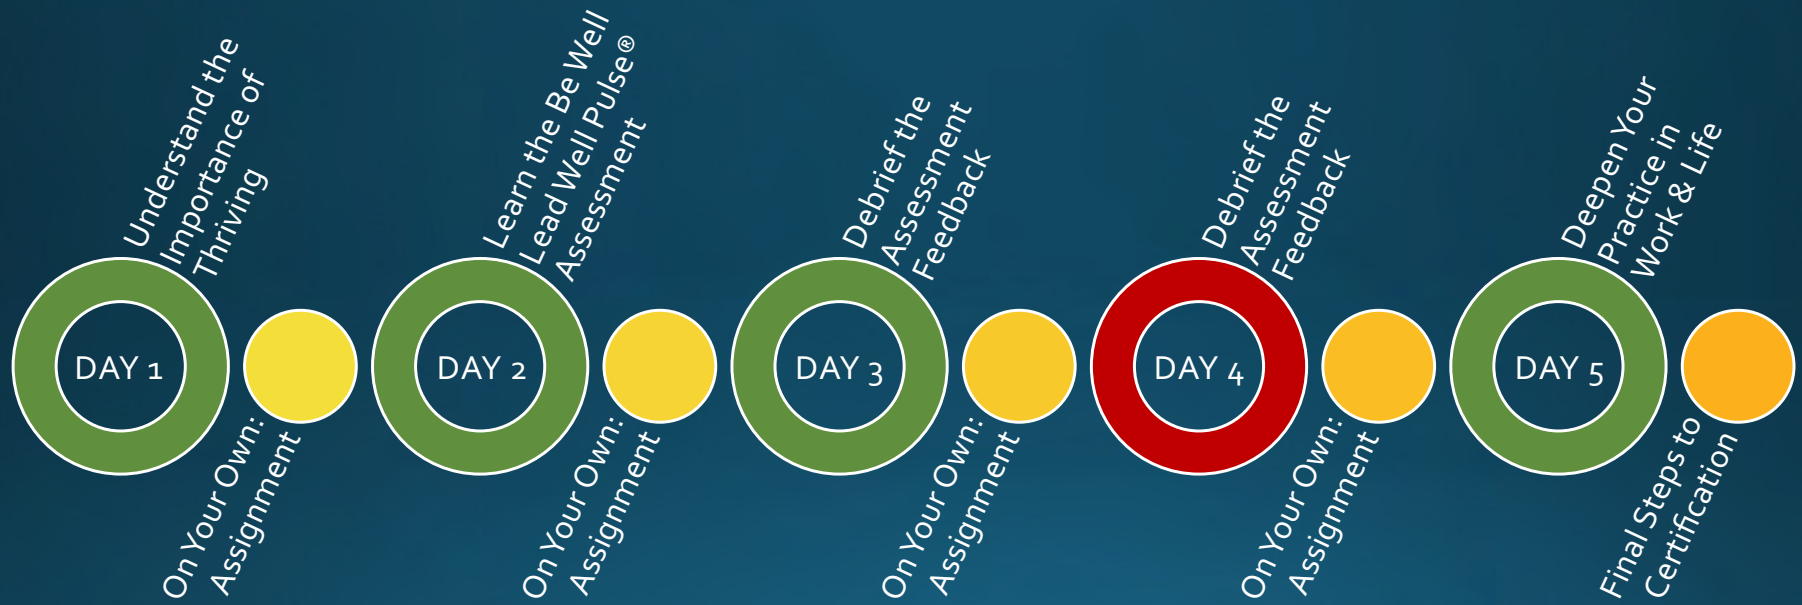 Understand the
Importance of
Thriving
DAY 1
On Your Own:
Assignment
Learn the Be Well
Lead Well Pulse®
Assessment
DAY 2
On Your Own:
Assignment
Debrief the
Assessment
Feedback
DAY 3
On Your Own:
Assignment
Debrief the
Assessment
Feedback
DAY 4
On Your Own:
Assignment
Deepen Your
Practice in
Work & Life
DAY 5
Final Steps to
Certification